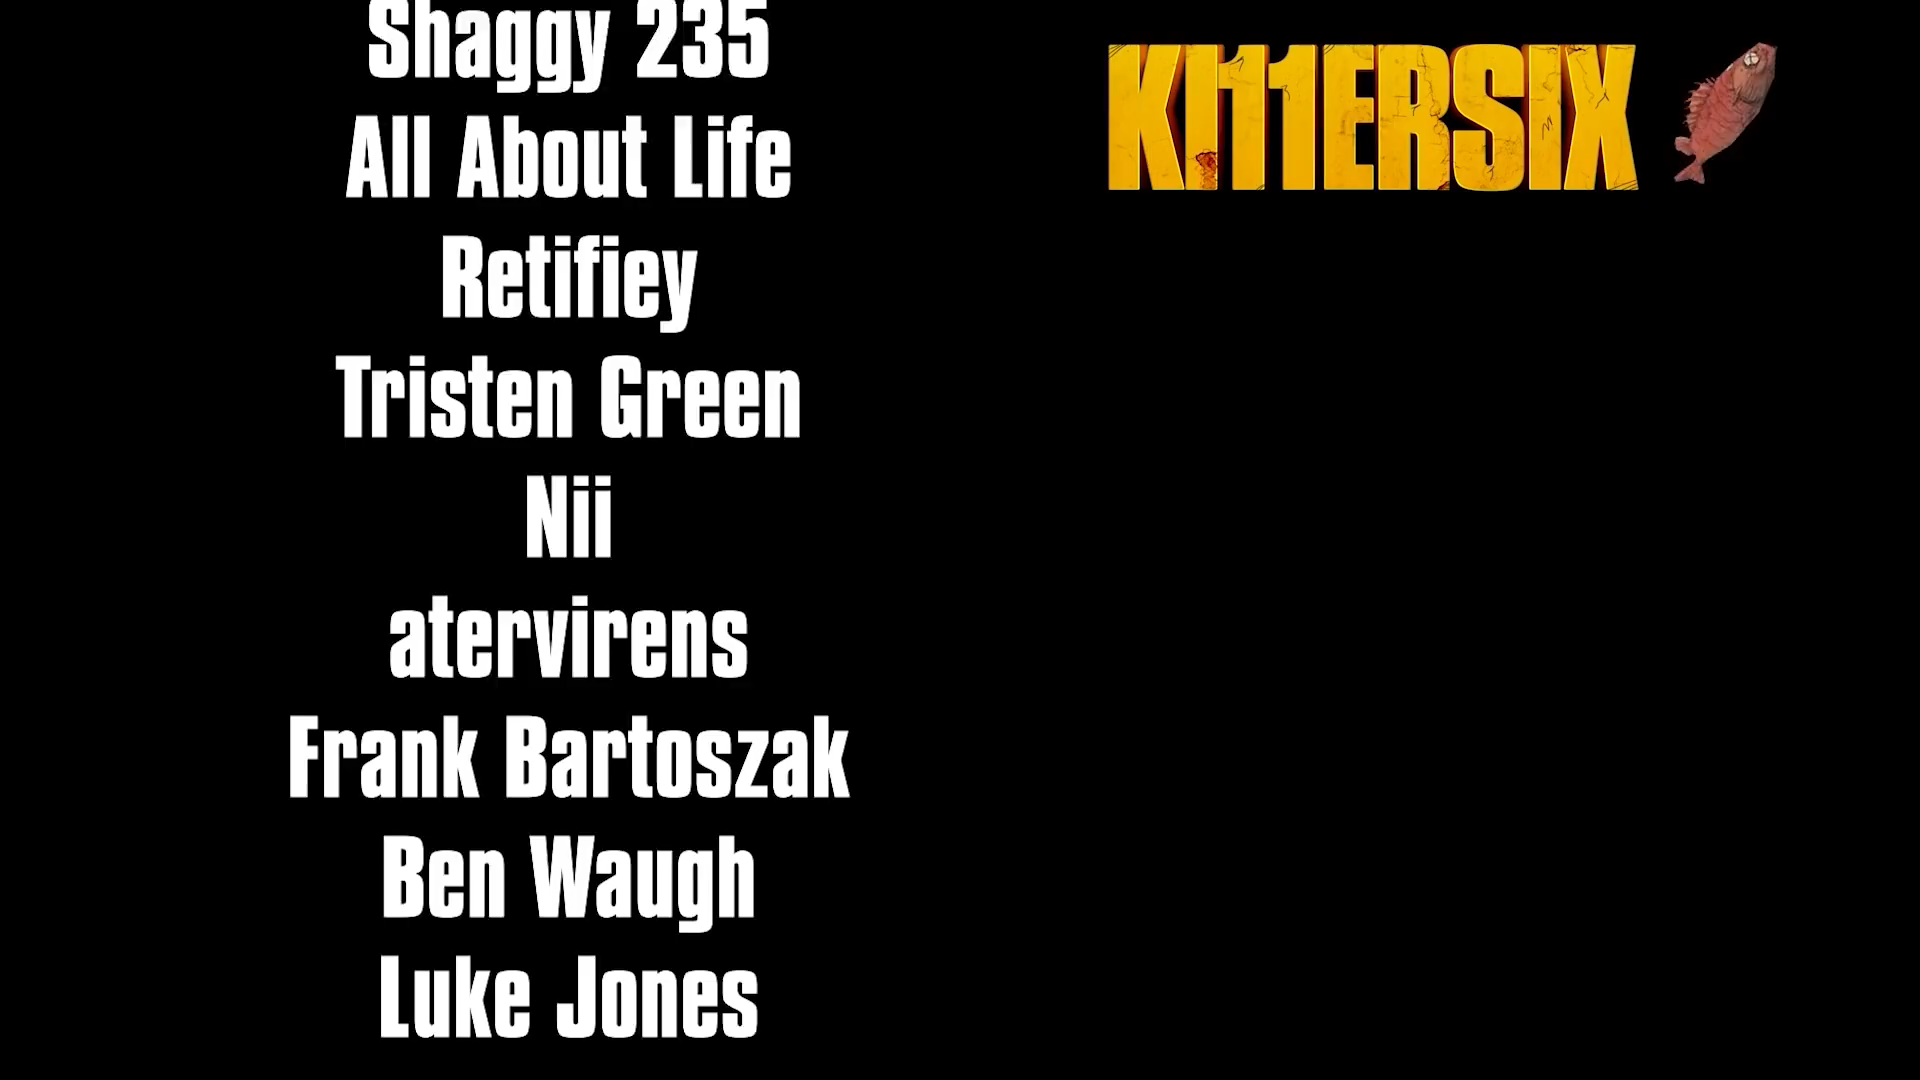 Shaggy 235
All About Life
Retifiey
Tristen Green
Nii
atervirens
Frank Bartoszak
Ben Waugh
Luke Jones
KI11ERSIX